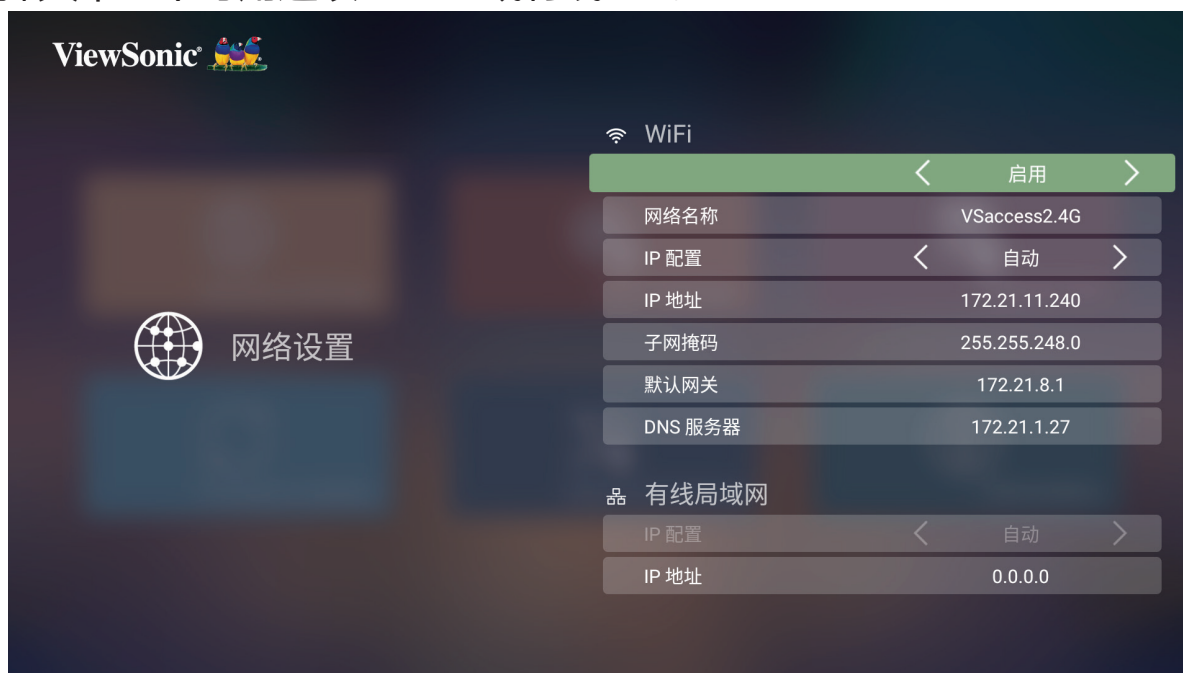 ViewSonic®
WiFi
启用
网络名称 VSaccess2.4G
IP 配置 自动
IP 地址 172.21.11.240
子网掩码 255.255.248.0
网络设置
默认网关 172.21.8.1
DNS 服务器 172.21.1.27
有线局域网
IP 配置 自动
IP 地址 0.0.0.0